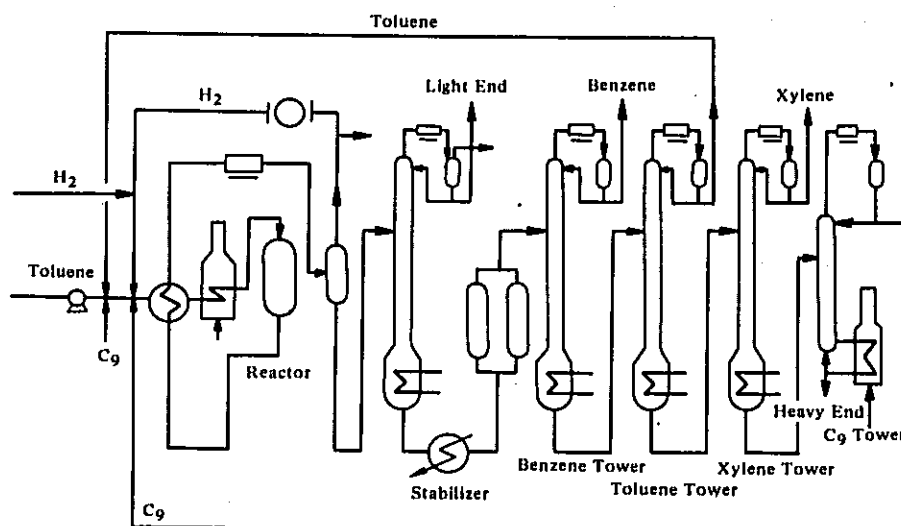 Toluene
Light End
Benzene
Xylene
H2
H2
Toluene
C9
Reactor
Heavy End
C9 Tower
Benzene Tower
Xylene Tower
Stabilizer
Toluene Tower
C9